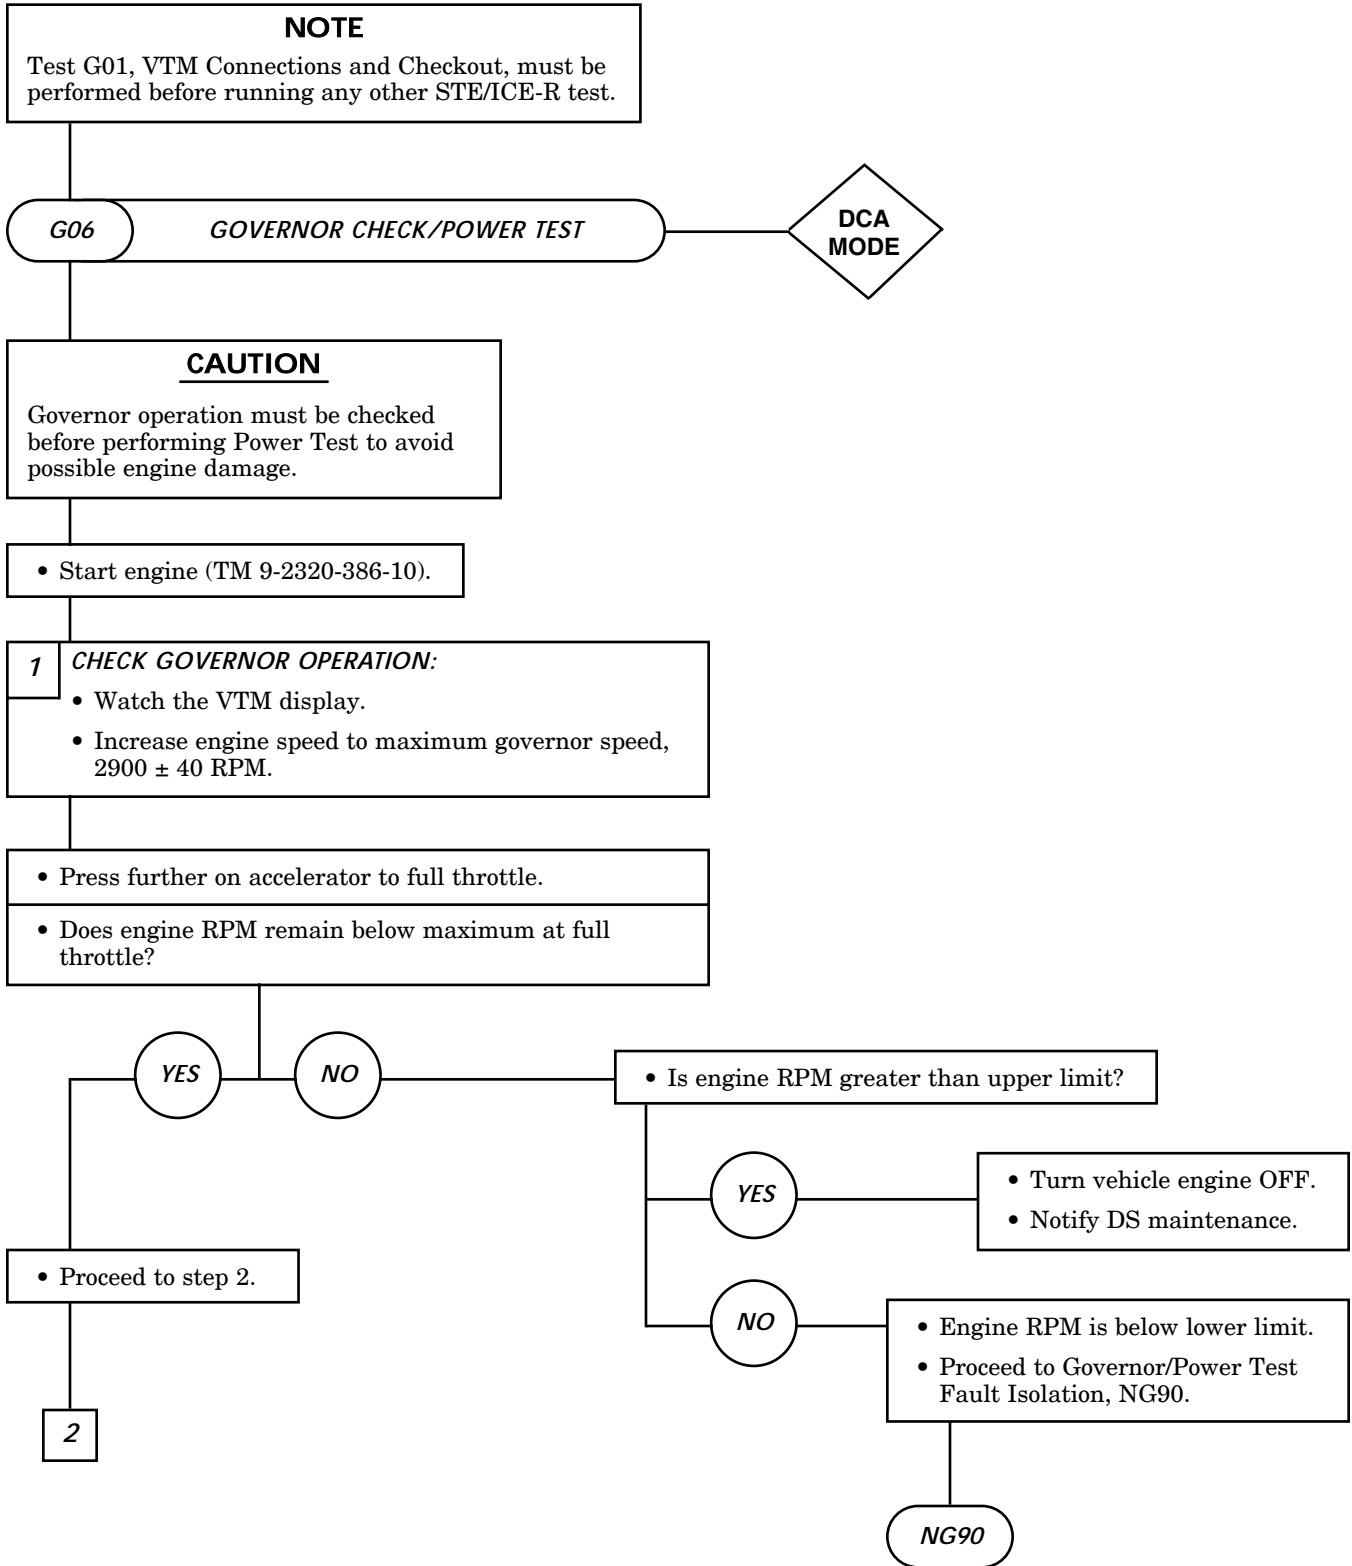 NOTE
Test G01, VTM Connections and Checkout, must be
performed before running any other STE/ICE-R test.
G06
GOVERNOR CHECK/POWER TEST
DCA
MODE
CAUTION
Governor operation must be checked
before performing Power Test to avoid
possible engine damage.
• Start engine (TM 9-2320-386-10).
1
CHECK GOVERNOR OPERATION:
• Watch the VTM display.
• Increase engine speed to maximum governor speed,
2900 ± 40 RPM.
• Press further on accelerator to full throttle.
• Does engine RPM remain below maximum at full
throttle?
YES
NO
• Is engine RPM greater than upper limit?
YES
• Turn vehicle engine OFF.
• Notify DS maintenance.
• Proceed to step 2.
NO
• Engine RPM is below lower limit.
• Proceed to Governor/Power Test
Fault Isolation, NG90.
2
NG90